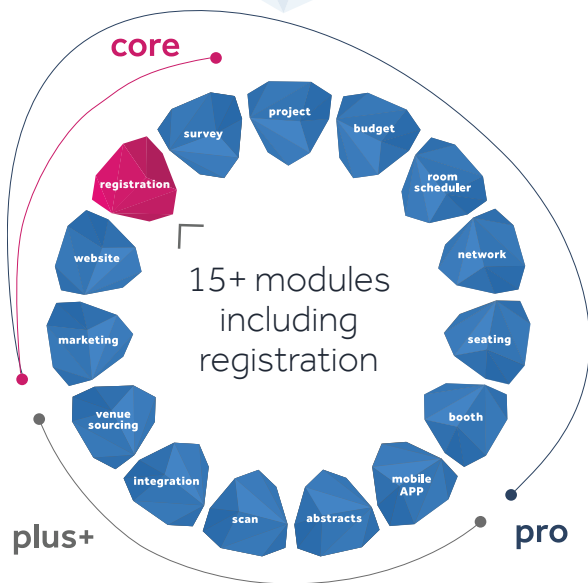 core
project
survey
budget
registration
room
scheduler
website
network
15+ modules
including
registration
marketing
seating
venue
sourcing
booth
integration
mobile
APP
scan
abstracts
plus+
pro